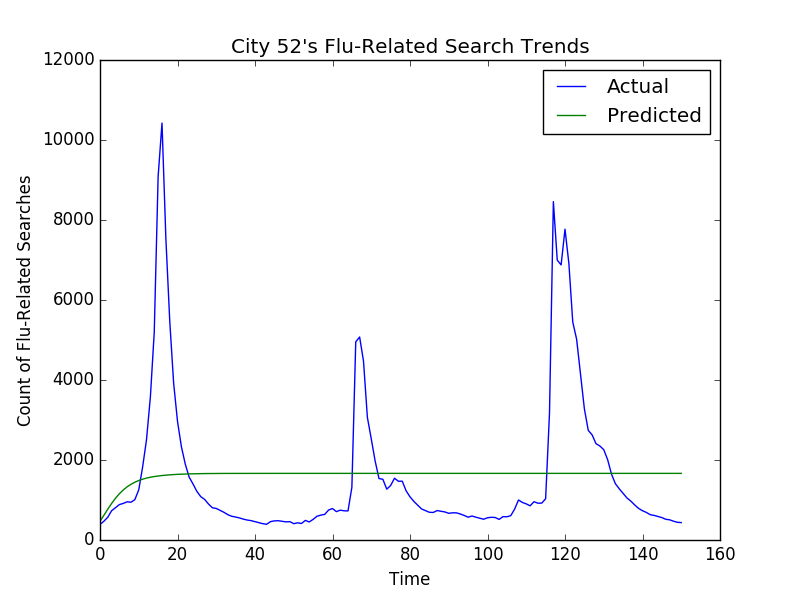 City 52's Flu-Related Search Trends
12000
10000
8000
6000
4000
2000
0
Count of Flu-Related Searches
Actual
Predicted
0 20 40 60 80 100 120 140 160
Time